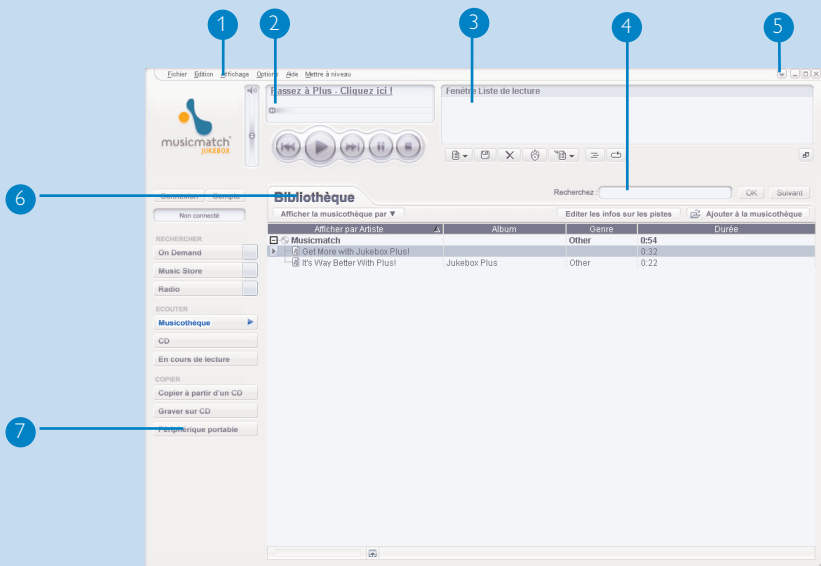 1 2 3 4 5
Fichier Edition Affichage Options Aide Mettre à niveau
Passez à Plus - Cliquez ici !
Fenêtre Liste de lecture
musicmatch
JUKEBOX
6
Connexion Compte
Bibliothèque
Recherchez : OK Suivant
Non connecté
Afficher la musicothèque par
Editer les infos sur les pistes Ajouter à la musicothèque
Afficher par Artiste Album Genre Durée
Musicmatch Other 0:54
Get More with Jukebox Plus! 0:32
It's Way Better With Plus! Jukebox Plus Other 0:22
RECHERCHER
On Demand
Music Store
Radio
ECOUTER
Musicothèque
CD
En cours de lecture
COPIER
Copier à partir d'un CD
Graver sur CD
7
Périphérique portable